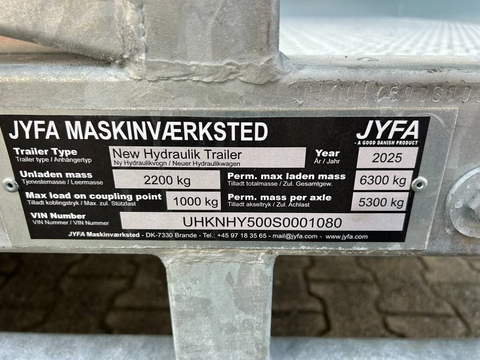 JYFA MASKINVÆRKSTED
JYFA
- A GOOD DANISH PRODUCT
Trailer Type
Trailer type / Anhängertyp
New Hydraulik Trailer
Ny Hydraulikvogn / Neuer Hydraulikwagen
Year
År / Jahr
2025
Unladen mass
Tjenestemasse / Leermasse
2200 kg
Perm. max laden mass
Tilladt totalmasse / Zul. Gesamtgew.
6300 kg
Max load on coupling point
Tilladt koblingstryk / Max zul. Stützlast
1000 kg
Perm. mass per axle
Tilladt akseltryk / Zul. Achlast
5300 kg
VIN Number
VIN Nummer / VIN Nummer
UHKNHY500S0001080
JYFA Maskinværksted - DK-7330 Brande - Tel.: +45 97 18 35 65 - mail@jyfa.com - www.jyfa.com